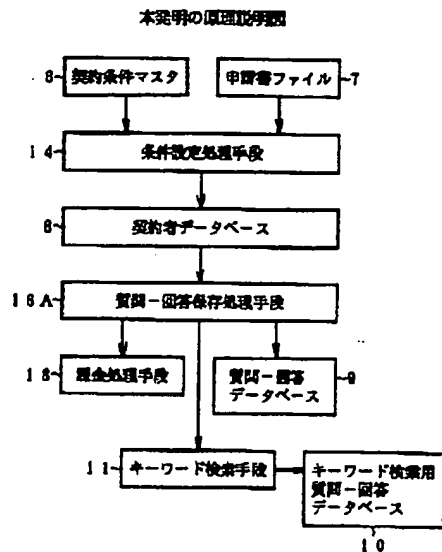 本発明の原理説明図
8 契約条件マスタ 申請書ファイル 7
14 条件設定処理手段
6 契約者データベース
16A 質問－回答保存処理手段
18 課金処理手段 質問－回答 9
データベース
11 キーワード検索手段 キーワード検索用
質問－回答
データベース
10